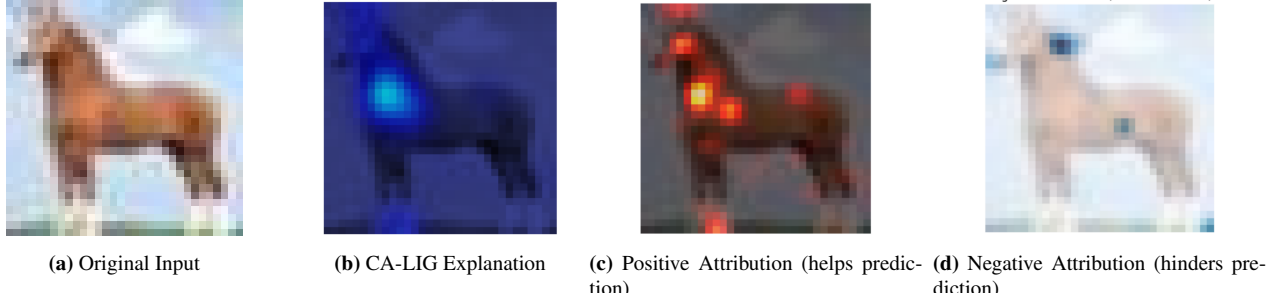 (a) Original Input
(b) CA-LIG Explanation
(c) Positive Attribution (helps predic-
tion)
(d) Negative Attribution (hinders pre-
diction)